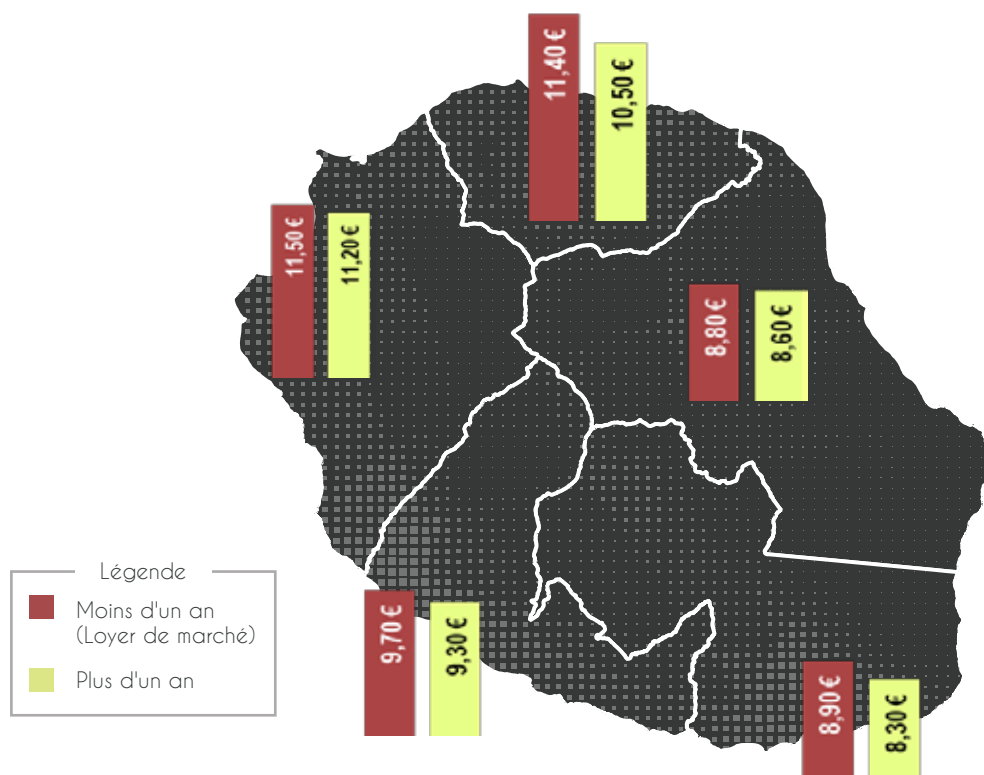 11,40 €
10,50 €
11,50 €
11,20 €
8,80 €
8,60 €
9,70 €
9,30 €
8,90 €
8,30 €
Légende
Moins d'un an
(Loyer de marché)
Plus d'un an